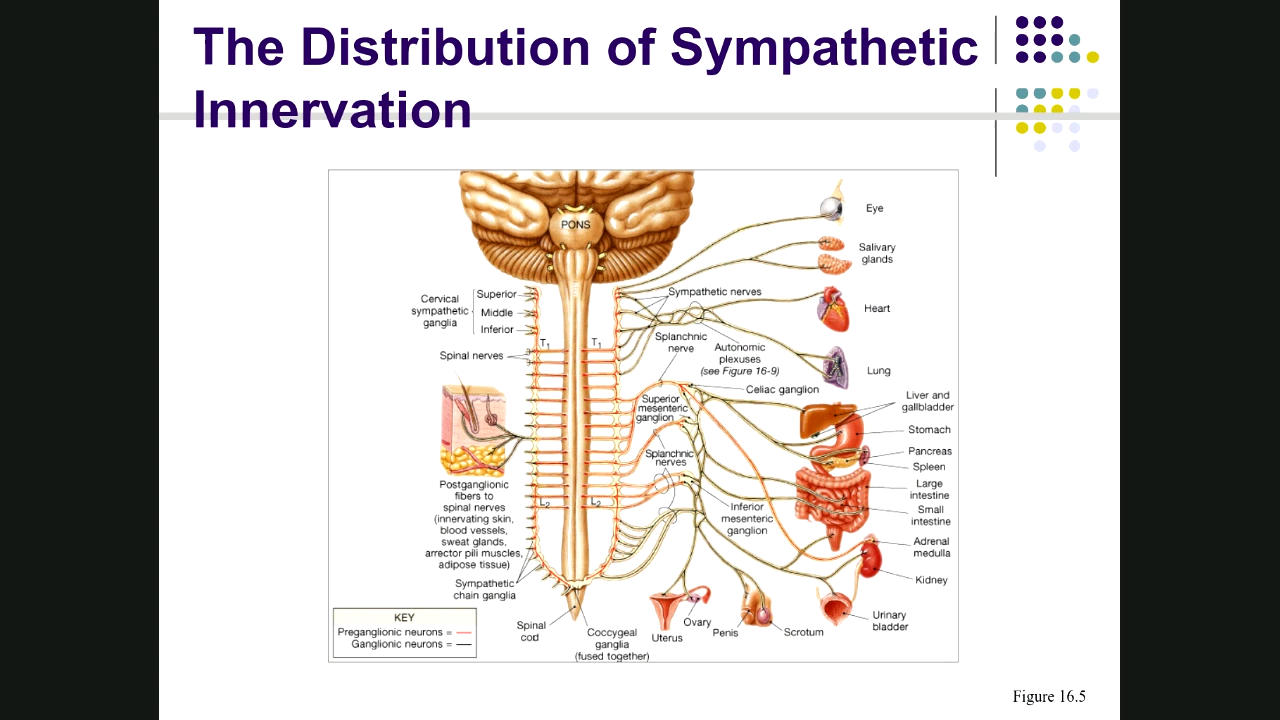 The Distribution of Sympathetic
Innervation
PONS
Eye
Salivary
glands
Heart
Lung
Liver and
gallbladder
Stomach
Pancreas
Spleen
Large
intestine
Small
intestine
Adrenal
medulla
Kidney
Urinary
bladder
Cervical
sympathetic
ganglia
Superior
Middle
Inferior
Spinal nerves
T1
T1
Sympathetic nerves
Splanchnic
nerve
Autonomic
plexuses
(see Figure 16-9)
Celiac ganglion
Superior
mesenteric
ganglion
Splanchnic
nerves
L2
L2
Inferior
mesenteric
ganglion
Postganglionic
fibers to
spinal nerves
(innervating skin,
blood vessels,
sweat glands,
arrector pili muscles,
adipose tissue)
Sympathetic
chain ganglia
Spinal
cod
Coccygeal
ganglia
(fused together)
Uterus
Ovary
Penis
Scrotum
KEY
Preganglionic neurons =
Ganglionic neurons =
Figure 16.5